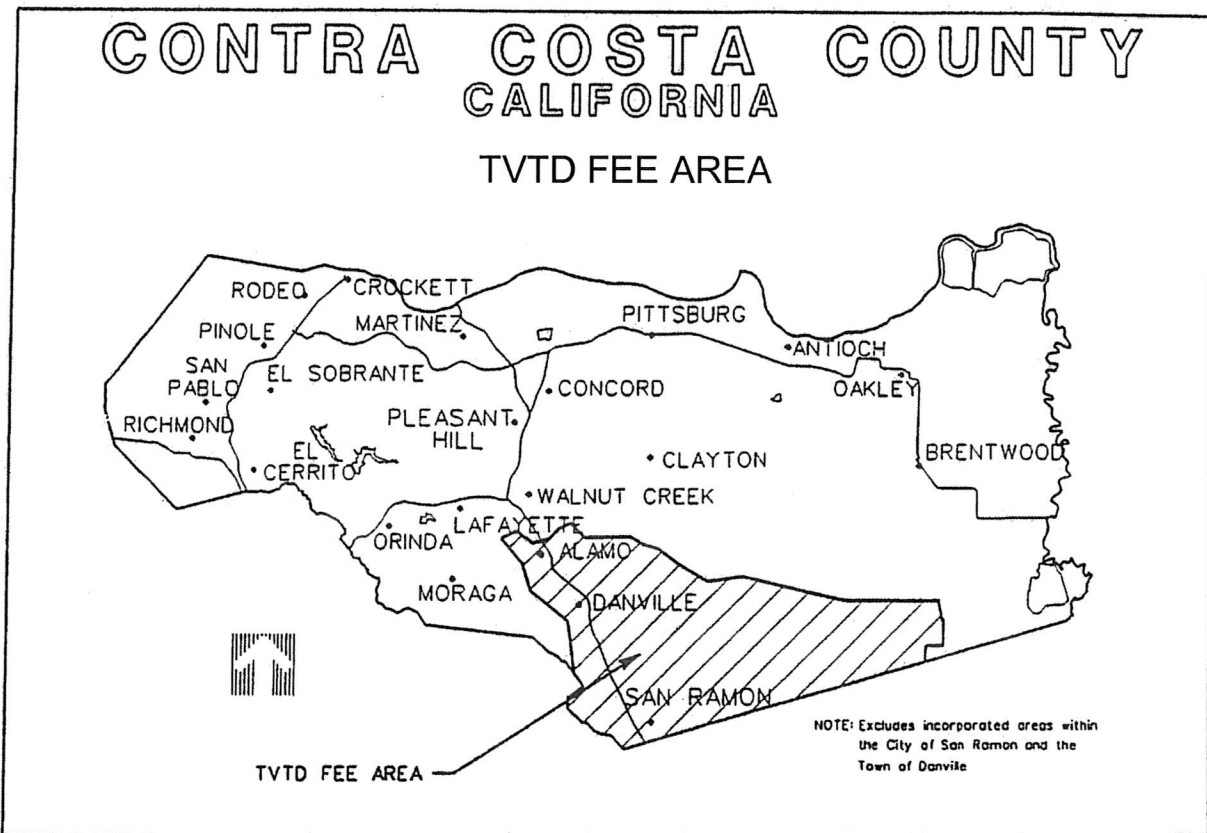 CONTRA COSTA COUNTY
CALIFORNIA
TVTD FEE AREA
RODEO
CROCKETT
PITTSBURG
MARTINEZ
PINOLE
ANTIOCH
SAN
PABLO
EL SOBRANTE
CONCORD
OAKLEY
RICHMOND
PLEASANT
HILL
EL
CERRITO
CLAYTON
BRENTWOOD
WALNUT CREEK
LAFAYETTE
ORINDA
ALAMO
MORAGA
DANVILLE
SAN RAMON
NOTE: Excludes incorporated areas within
the City of San Ramon and the
Town of Danville
TVTD FEE AREA